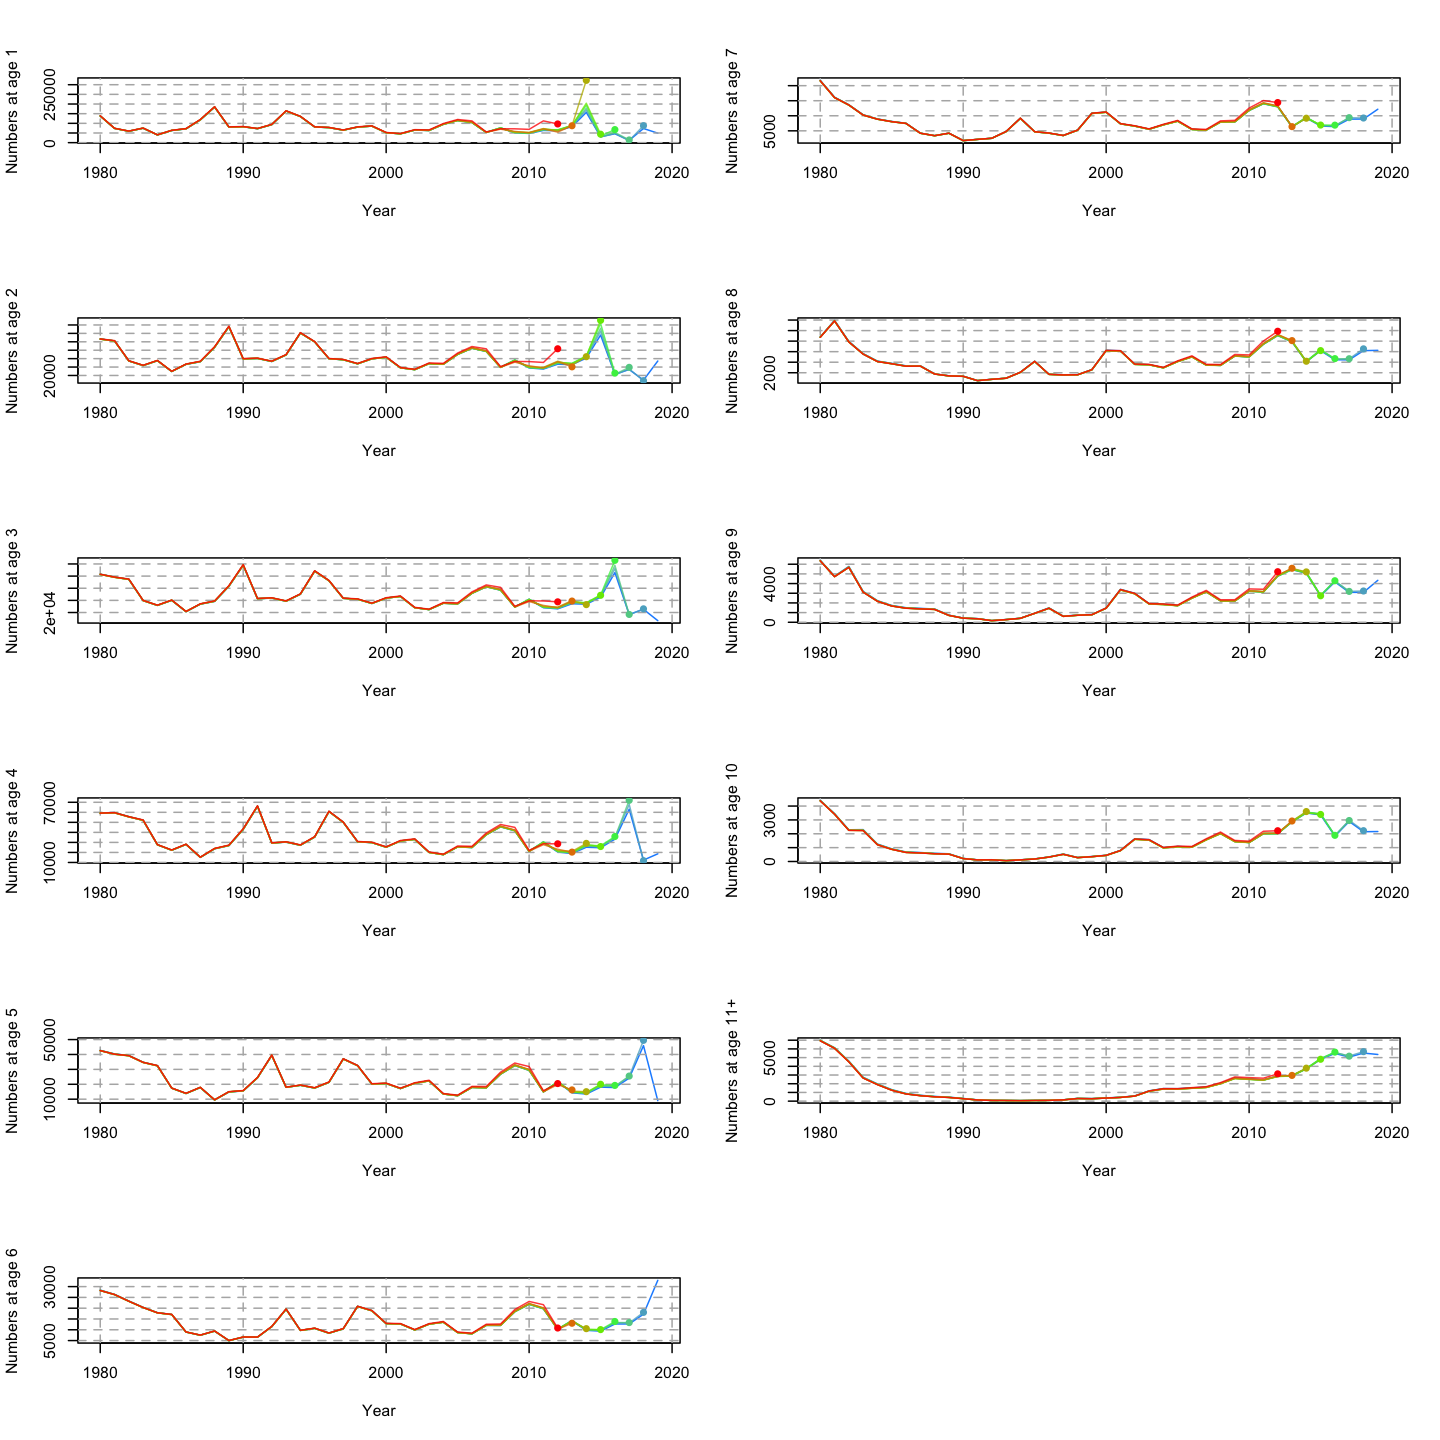 Numbers at age 1
250000
0
1980 1990 2000 2010 2020
Year
Numbers at age 2
20000
1980 1990 2000 2010 2020
Year
Numbers at age 3
2e+04
1980 1990 2000 2010 2020
Year
Numbers at age 4
70000
10000
1980 1990 2000 2010 2020
Year
Numbers at age 5
50000
10000
1980 1990 2000 2010 2020
Year
Numbers at age 6
30000
5000
1980 1990 2000 2010 2020
Year
Numbers at age 7
5000
1980 1990 2000 2010 2020
Year
Numbers at age 8
2000
1980 1990 2000 2010 2020
Year
Numbers at age 9
4000
0
1980 1990 2000 2010 2020
Year
Numbers at age 10
3000
0
1980 1990 2000 2010 2020
Year
Numbers at age 11+
5000
0
1980 1990 2000 2010 2020
Year